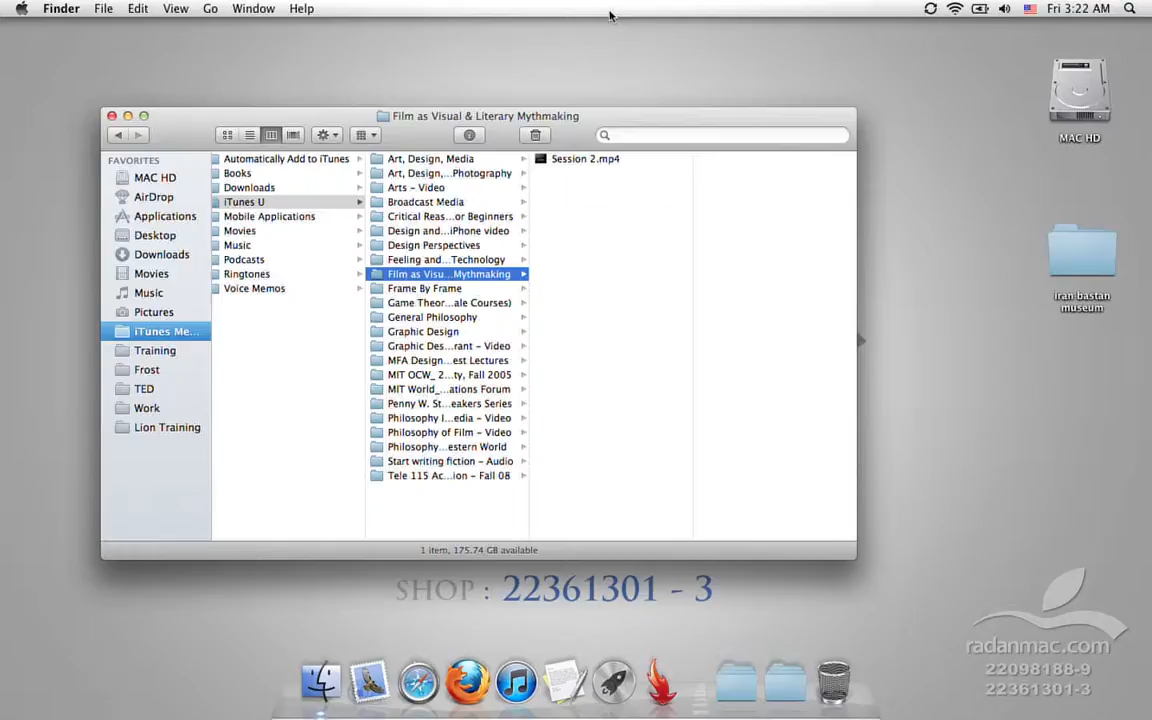 Finder File Edit View Go Window Help Fri 3:22 AM
Film as Visual & Literary Mythmaking
FAVORITES
MAC HD
AirDrop
Applications
Desktop
Downloads
Movies
Music
Pictures
iTunes Me...
Training
Frost
TED
Work
Lion Training
Automatically Add to iTunes
Books
Downloads
iTunes U
Mobile Applications
Movies
Music
Podcasts
Ringtones
Voice Memos
Art, Design, Media
Art, Design,...Photography
Arts – Video
Broadcast Media
Critical Reas...or Beginners
Design and...iPhone video
Design Perspectives
Feeling and...Technology
Film as Visu...Mythmaking
Frame By Frame
Game Theor...ale Courses)
General Philosophy
Graphic Design
Graphic Des...rant – Video
MFA Design...est Lectures
MIT OCW_ 2...ty, Fall 2005
MIT World_...ations Forum
Penny W. St...eakers Series
Philosophy I...edia – Video
Philosophy of Film – Video
Philosophy...estern World
Start writing fiction – Audio
Tele 115 Ac...ion – Fall 08
Session 2.mp4
1 item, 175.74 GB available
MAC HD
Iran bastan
museum
SHOP : 22361301 - 3
radanmac.com
22098188-9
22361301-3